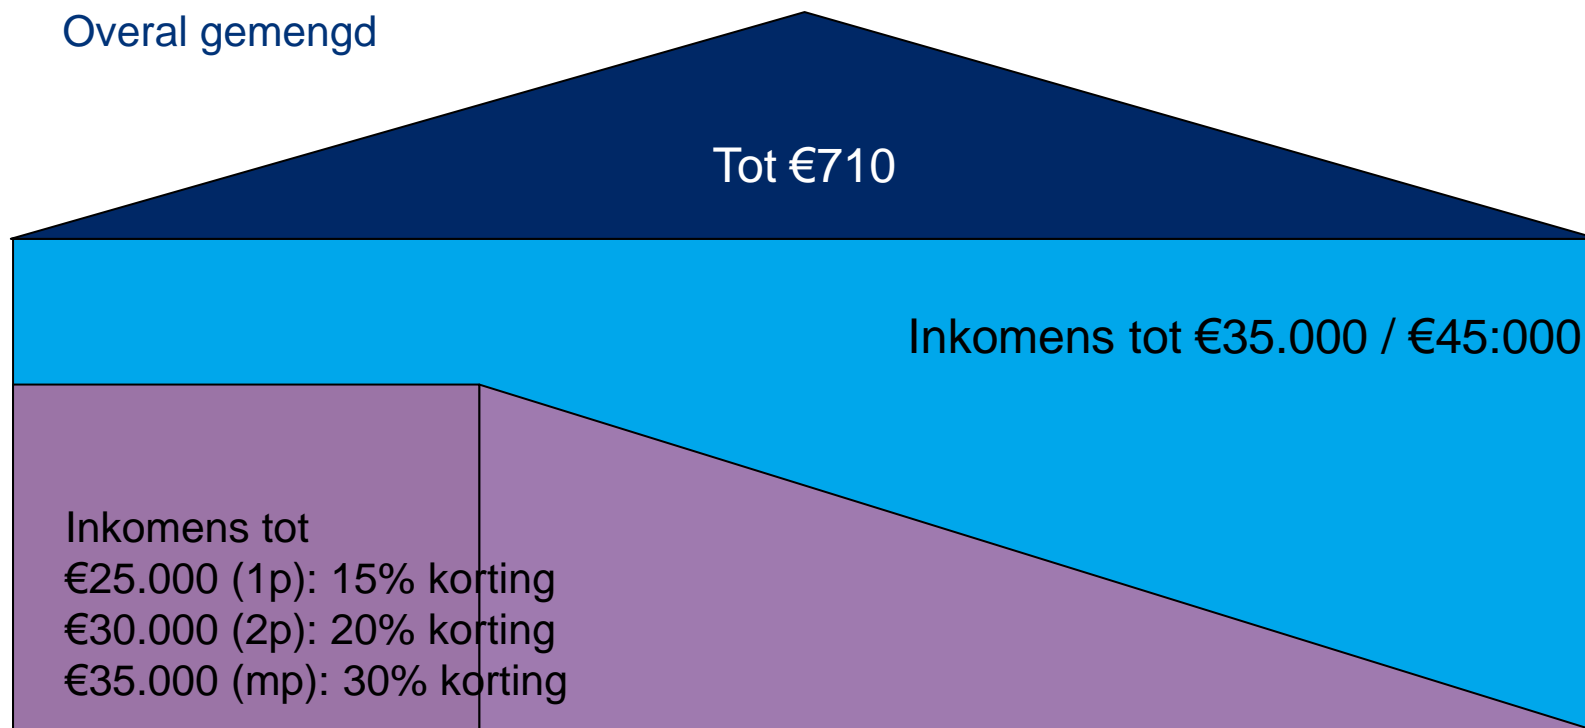 Overal gemengd
Tot €710
Inkomens tot €35.000 / €45:000
Inkomens tot
€25.000 (1p): 15% korting
€30.000 (2p): 20% korting
€35.000 (mp): 30% korting